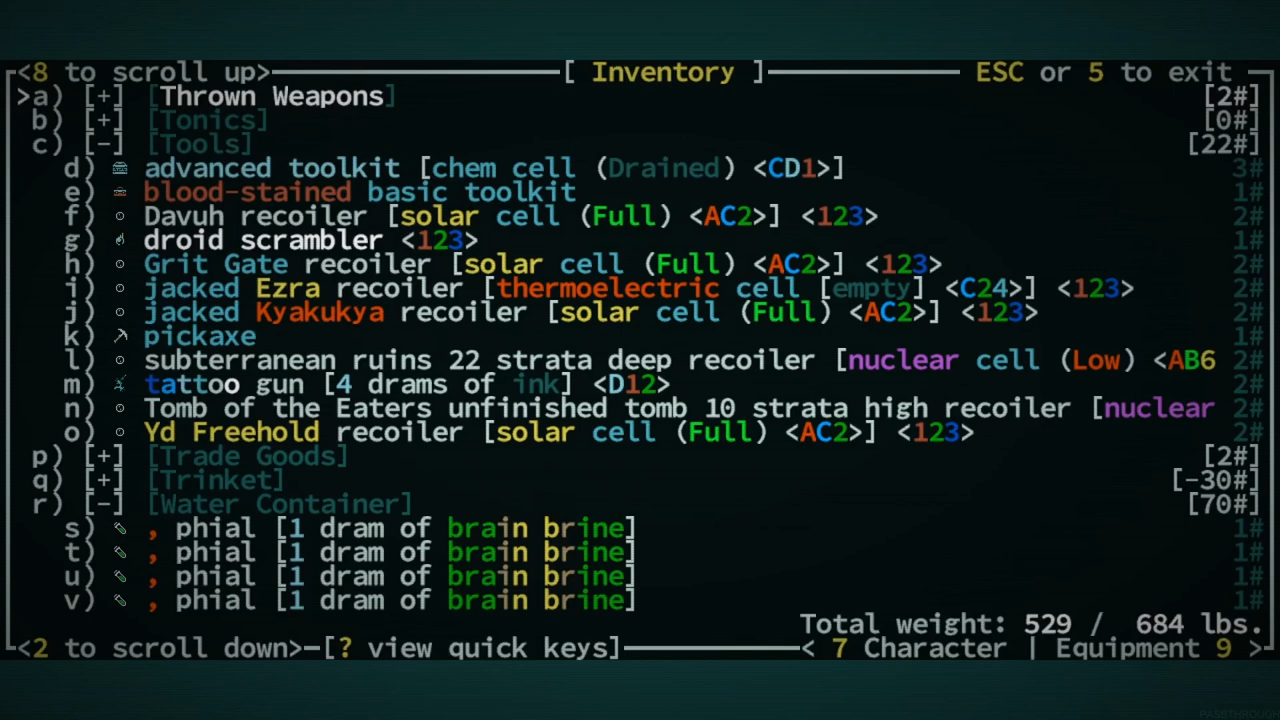 <8 to scroll up> [ Inventory ] ESC or 5 to exit
>a) [+] [Thrown Weapons] [2#]
b) [+] [Tonics] [0#]
c) [-] [Tools] [22#]
d) advanced toolkit [chem cell (Drained) <CD1>] 3#
e) blood-stained basic toolkit 1#
f) Davuh recoiler [solar cell (Full) <AC2>] <123> 2#
g) droid scrambler <123> 1#
h) Grit Gate recoiler [solar cell (Full) <AC2>] <123> 2#
i) jacked Ezra recoiler [thermoelectric cell [empty] <C24>] <123> 2#
j) jacked Kyakukya recoiler [solar cell (Full) <AC2>] <123> 2#
k) pickaxe 1#
l) subterranean ruins 22 strata deep recoiler [nuclear cell (Low) <AB6 2#
m) tattoo gun [4 drams of ink] <D12> 2#
n) Tomb of the Eaters unfinished tomb 10 strata high recoiler [nuclear 2#
o) Yd Freehold recoiler [solar cell (Full) <AC2>] <123> 2#
p) [+] [Trade Goods] [2#]
q) [+] [Trinket] [-30#]
r) [-] [Water Container] [70#]
s) , phial [1 dram of brain brine] 1#
t) , phial [1 dram of brain brine] 1#
u) , phial [1 dram of brain brine] 1#
v) , phial [1 dram of brain brine] 1#
Total weight: 529 / 684 lbs.
<2 to scroll down> [? view quick keys] < 7 Character | Equipment 9 >